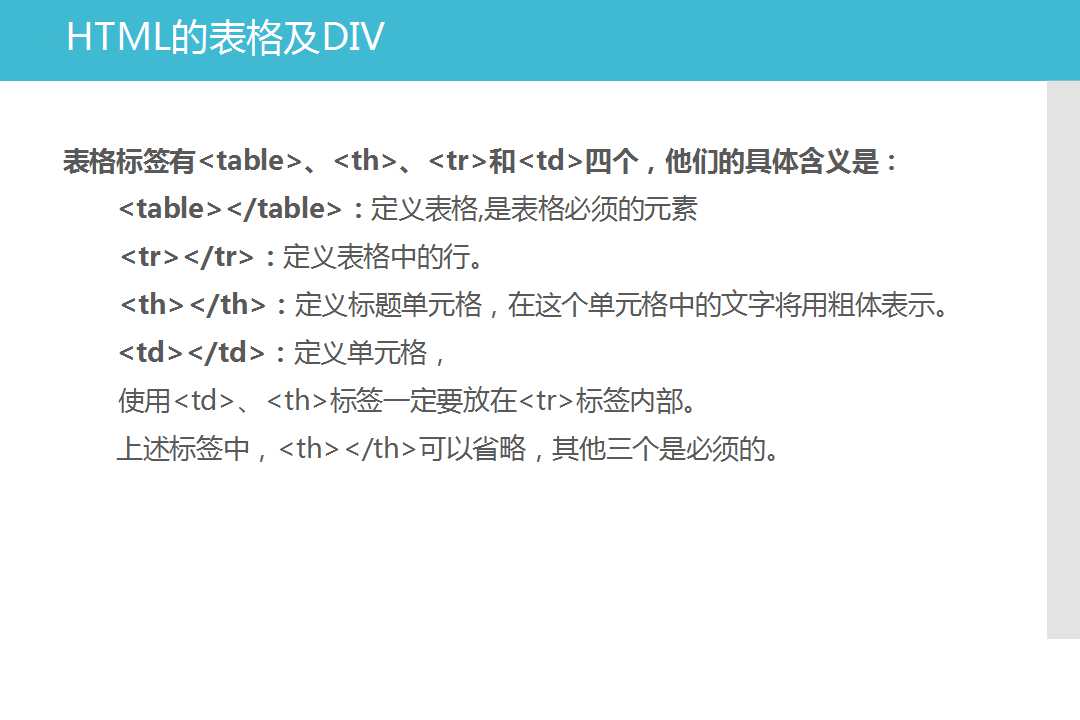 HTML的表格及DIV
表格标签有<table>、<th>、<tr>和<td>四个，他们的具体含义是：
<table></table>：定义表格,是表格必须的元素
<tr></tr>：定义表格中的行。
<th></th>：定义标题单元格，在这个单元格中的文字将用粗体表示。
<td></td>：定义单元格，
使用<td>、<th>标签一定要放在<tr>标签内部。
上述标签中，<th></th>可以省略，其他三个是必须的。